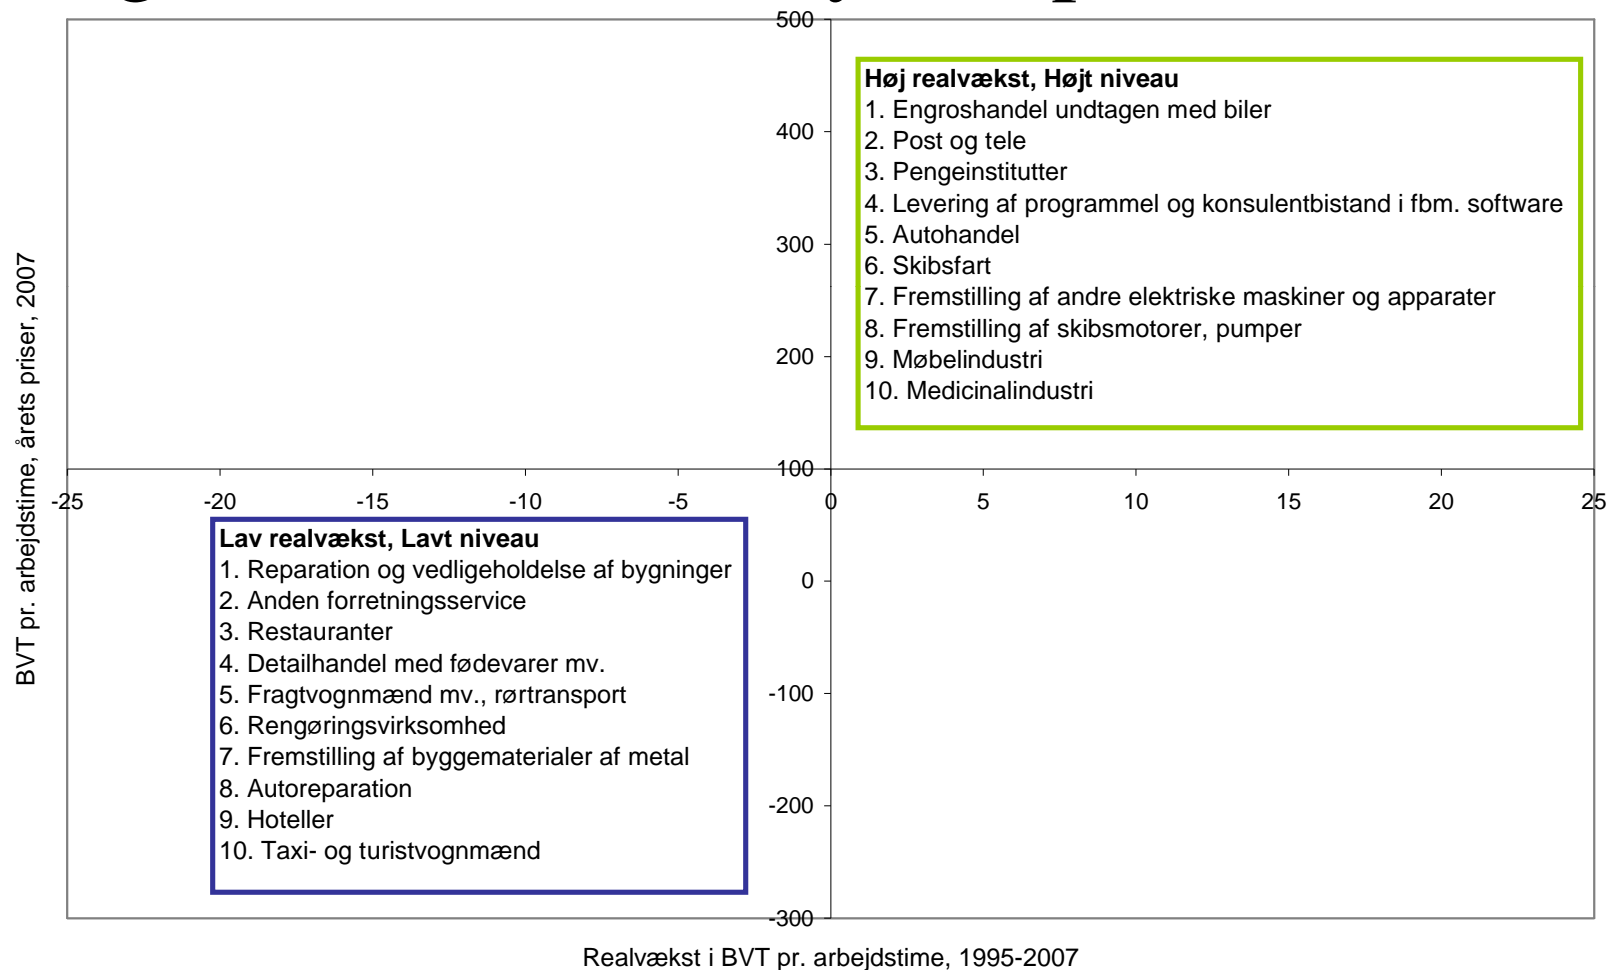 500
Høj realvækst, Højt niveau
1. Engroshandel undtagen med biler
2. Post og tele
3. Pengeinstitutter
4. Levering af programmel og konsulentbistand i fbm. software
5. Autohandel
6. Skibsfart
7. Fremstilling af andre elektriske maskiner og apparater
8. Fremstilling af skibsmotorer, pumper
9. Møbelindustri
10. Medicinalindustri
400
300
200
100
BVT pr. arbejdstime, årets priser, 2007
-25 -20 -15 -10 -5 0 5 10 15 20 25
Lav realvækst, Lavt niveau
1. Reparation og vedligeholdelse af bygninger
2. Anden forretningsservice
3. Restauranter
4. Detailhandel med fødevarer mv.
5. Fragtvognmænd mv., rørtransport
6. Rengøringsvirksomhed
7. Fremstilling af byggematerialer af metal
8. Autoreparation
9. Hoteller
10. Taxi- og turistvognmænd
0
-100
-200
-300
Realvækst i BVT pr. arbejdstime, 1995-2007